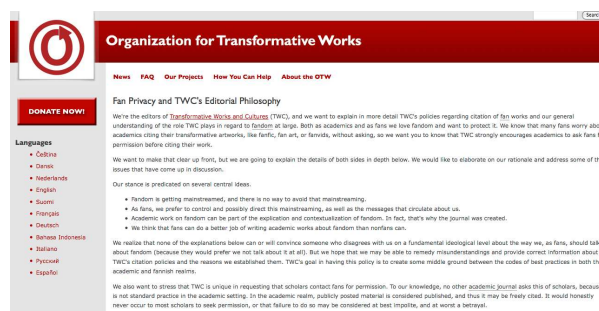 Search
Organization for Transformative Works
News FAQ Our Projects How You Can Help About the OTW
DONATE NOW!
Languages
Čeština
Dansk
Nederlands
English
Suomi
Français
Deutsch
Bahasa Indonesia
Italiano
Русский
Español
Fan Privacy and TWC's Editorial Philosophy
We're the editors of Transformative Works and Cultures (TWC), and we want to explain in more detail TWC's policies regarding citation of fan works and our general
understanding of the role TWC plays in regard to fandom at large. Both as academics and as fans we love fandom and want to protect it. We know that many fans worry abo
academics citing their transformative artworks, like fanfic, fan art, or fanvids, without asking, so we want you to know that TWC strongly encourages academics to ask fans f
permission before citing their work.
We want to make that clear up front, but we are going to explain the details of both sides in depth below. We would like to elaborate on our rationale and address some of th
issues that have come up in discussion.
Our stance is predicated on several central ideas.
Fandom is getting mainstreamed, and there is no way to avoid that mainstreaming.
As fans, we prefer to control and possibly direct this mainstreaming, as well as the messages that circulate about us.
Academic work on fandom can be part of the explication and contextualization of fandom. In fact, that's why the journal was created.
We think that fans can do a better job of writing academic works about fandom than nonfans can.
We realize that none of the explanations below can or will convince someone who disagrees with us on a fundamental ideological level about the way we, as fans, should talk
about fandom (because they would prefer we not talk about it at all). But we hope that we may be able to remedy misunderstandings and provide correct information about
TWC's citation policies and the reasons we established them. TWC's goal in having this policy is to create some middle ground between the codes of best practices in both th
academic and fannish realms.
We also want to stress that TWC is unique in requesting that scholars contact fans for permission. To our knowledge, no other academic journal asks this of scholars, becaus
is not standard practice in the academic setting. In the academic realm, publicly posted material is considered published, and thus it may be freely cited. It would honestly
never occur to most scholars to seek permission, or that failure to do so may be considered at best impolite, and at worst a betrayal.